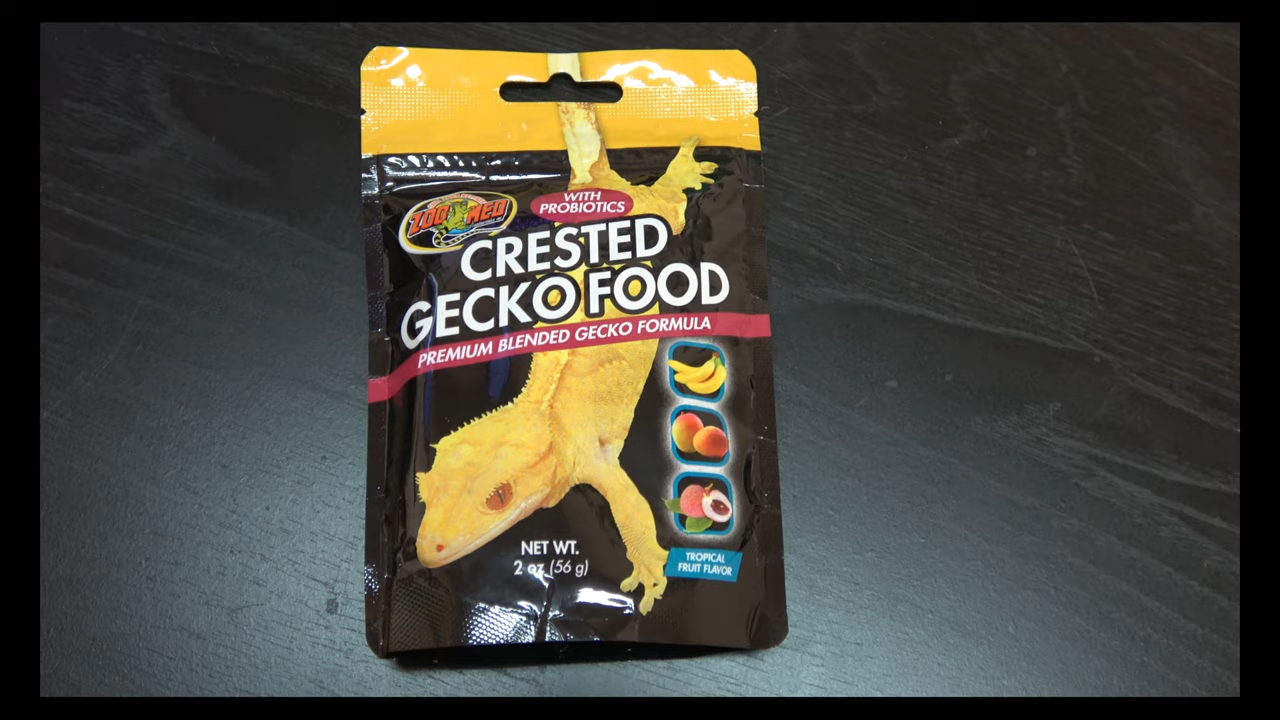 ZOO MED
WITH
PROBIOTICS
CRESTED
GECKO FOOD
PREMIUM BLENDED GECKO FORMULA
NET WT.
2 oz (56 g)
TROPICAL
FRUIT FLAVOR